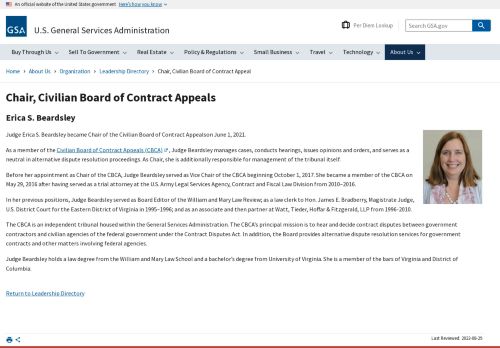 An official website of the United States government Here's how you know
GSA U.S. General Services Administration
Per Diem Lookup
Search GSA.gov
Buy Through Us Sell To Government Real Estate Policy & Regulations Small Business Travel Technology About Us
Home › About Us › Organization › Leadership Directory › Chair, Civilian Board of Contract Appeal
Chair, Civilian Board of Contract Appeals
Erica S. Beardsley
Judge Erica S. Beardsley became Chair of the Civilian Board of Contract Appealson June 1, 2021.
As a member of the Civilian Board of Contract Appeals (CBCA) , Judge Beardsley manages cases, conducts hearings, issues opinions and orders, and serves as a
neutral in alternative dispute resolution proceedings. As Chair, she is additionally responsible for management of the tribunal itself.
Before her appointment as Chair of the CBCA, Judge Beardsley served as Vice Chair of the CBCA beginning October 1, 2017. She became a member of the CBCA on
May 29, 2016 after having served as a trial attorney at the U.S. Army Legal Services Agency, Contract and Fiscal Law Division from 2010–2016.
In her previous positions, Judge Beardsley served as Board Editor of the William and Mary Law Review; as a law clerk to Hon. James E. Bradberry, Magistrate Judge,
U.S. District Court for the Eastern District of Virginia in 1995–1996; and as an associate and then partner at Watt, Tieder, Hoffar & Fitzgerald, LLP from 1996-2010.
The CBCA is an independent tribunal housed within the General Services Administration. The CBCA's principal mission is to hear and decide contract disputes between government
contractors and civilian agencies of the federal government under the Contract Disputes Act. In addition, the Board provides alternative dispute resolution services for government
contracts and other matters involving federal agencies.
Judge Beardsley holds a law degree from the William and Mary Law School and a bachelor's degree from University of Virginia. She is a member of the bars of Virginia and District of
Columbia.
Return to Leadership Directory
Last Reviewed: 2022-08-25